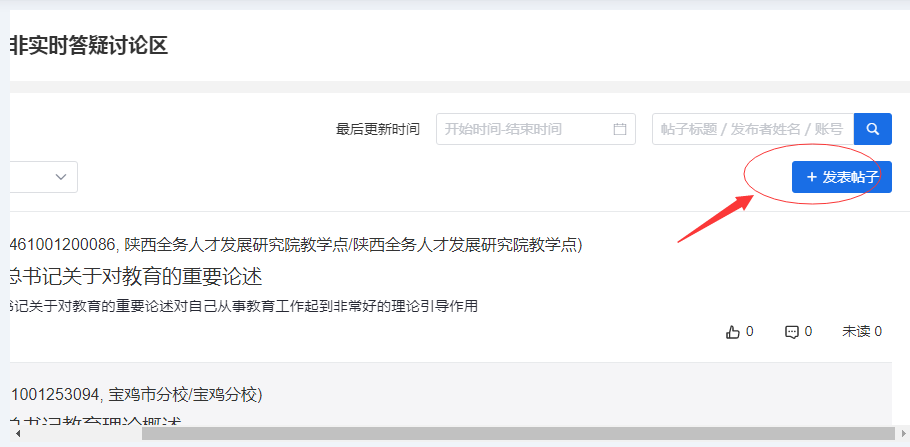 非实时答疑讨论区
最后更新时间 开始时间-结束时间 帖子标题 / 发布者姓名 / 账号
+ 发表帖子
461001200086, 陕西全务人才发展研究院教学点/陕西全务人才发展研究院教学点)
总书记关于对教育的重要论述
书记关于对教育的重要论述对自己从事教育工作起到非常好的理论引导作用
0 0 未读 0
1001253094, 宝鸡市分校/宝鸡分校)
总书记教育理论概述